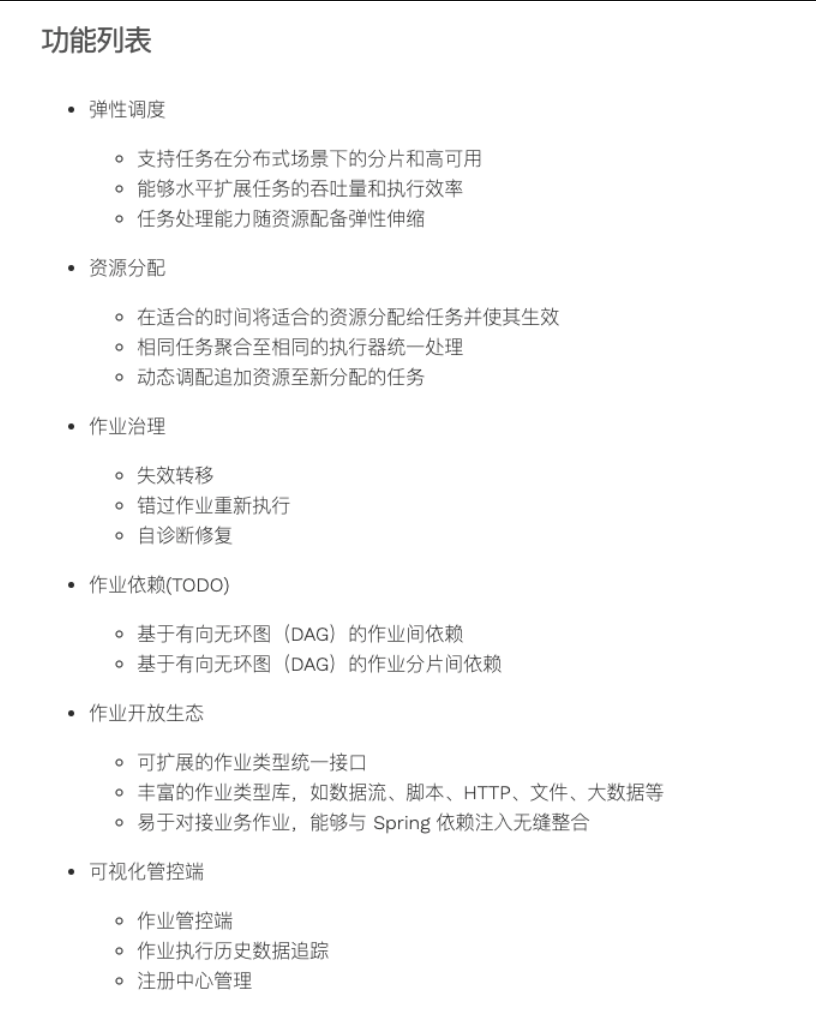 功能列表
弹性调度
支持任务在分布式场景下的分片和高可用
能够水平扩展任务的吞吐量和执行效率
任务处理能力随资源配备弹性伸缩
资源分配
在适合的时间将适合的资源分配给任务并使其生效
相同任务聚合至相同的执行器统一处理
动态调配追加资源至新分配的任务
作业治理
失效转移
错过作业重新执行
自诊断修复
作业依赖(TODO)
基于有向无环图（DAG）的作业间依赖
基于有向无环图（DAG）的作业分片间依赖
作业开放生态
可扩展的作业类型统一接口
丰富的作业类型库，如数据流、脚本、HTTP、文件、大数据等
易于对接业务作业，能够与 Spring 依赖注入无缝整合
可视化管控端
作业管控端
作业执行历史数据追踪
注册中心管理